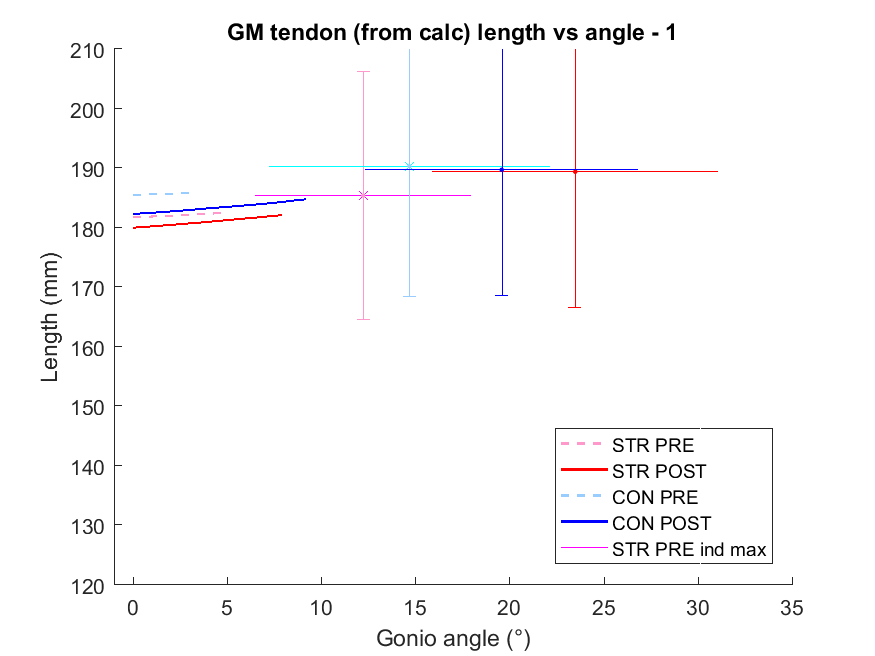 GM tendon (from calc) length vs angle - 1
210
200
190
180
170
160
150
140
130
120
Length (mm)
0 5 10 15 20 25 30 35
Gonio angle (°)
STR PRE
STR POST
CON PRE
CON POST
STR PRE ind max